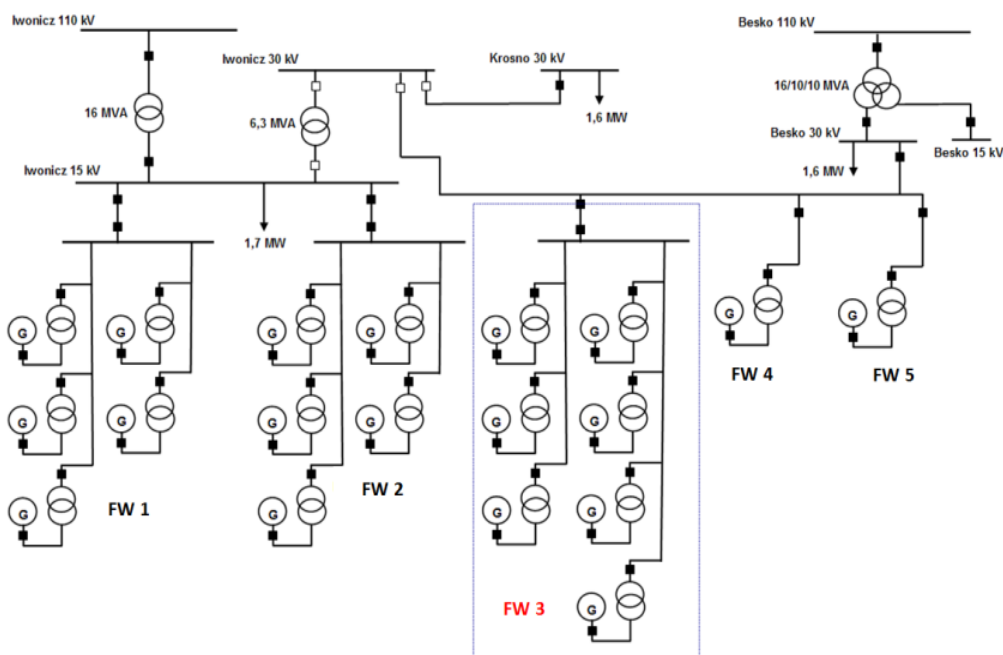 Iwonicz 110 kV
Besko 110 kV
Iwonicz 30 kV
Krosno 30 kV
16/10/10 MVA
16 MVA
6,3 MVA
1,6 MW
Besko 30 kV
Besko 15 kV
Iwonicz 15 kV
1,6 MW
1,7 MW
G
G
G
G
G
G
G
G
FW 4
FW 5
G
G
G
G
G
G
FW 1
FW 2
G
G
G
G
FW 3
G